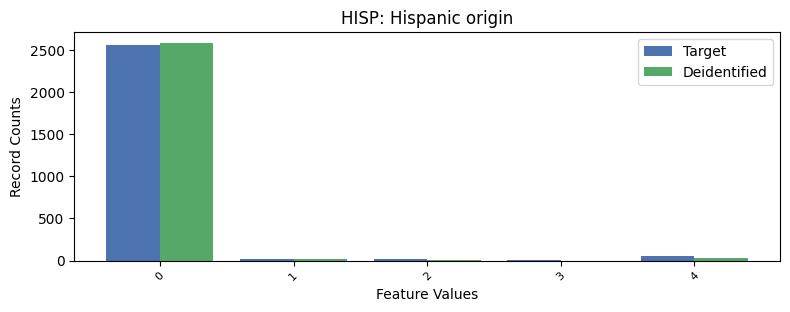 HISP: Hispanic origin
Target
Deidentified
Record Counts
2500
2000
1500
1000
500
0
0 1 2 3 4
Feature Values